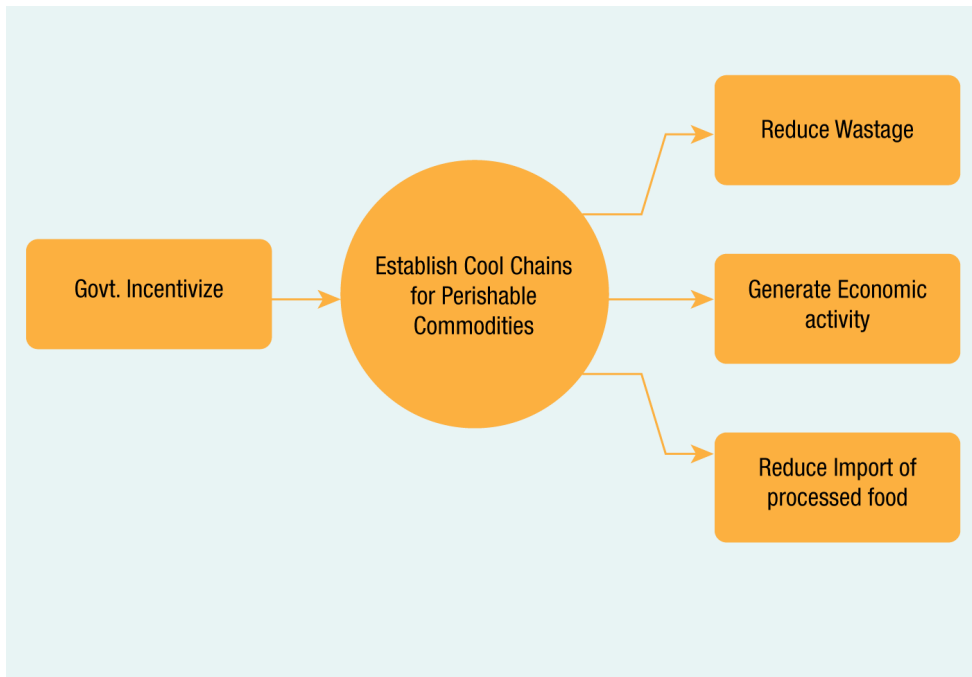 Govt. Incentivize
Establish Cool Chains
for Perishable
Commodities
Reduce Wastage
Generate Economic
activity
Reduce Import of
processed food